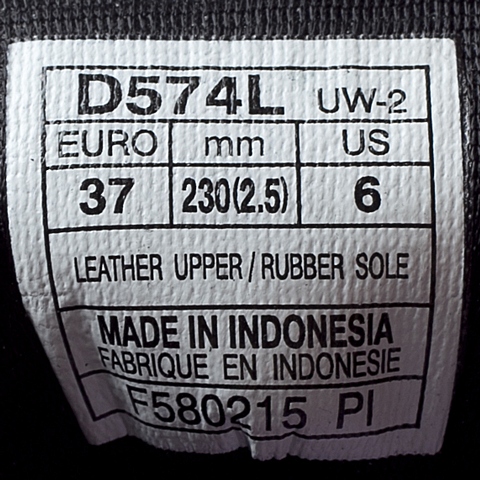 D574L UW-2
EURO mm US
37 230(2.5) 6
LEATHER UPPER / RUBBER SOLE
MADE IN INDONESIA
FABRIQUE EN INDONESIE
F580215 PI